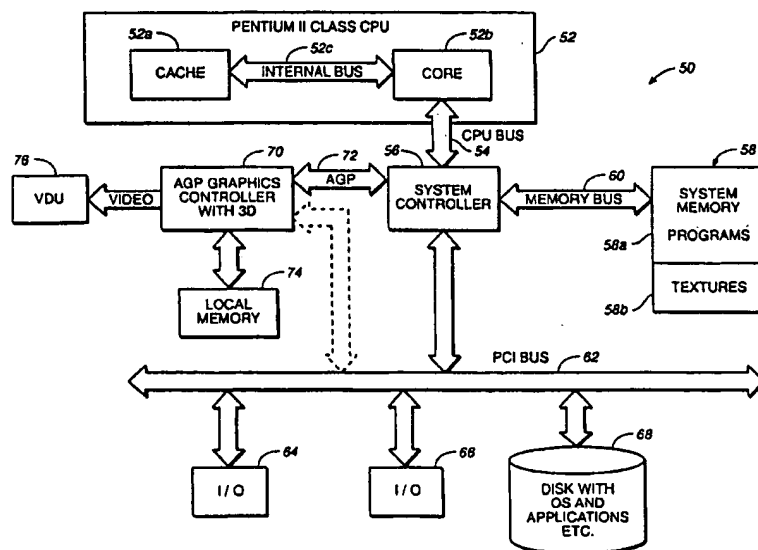 PENTIUM II CLASS CPU
52a
52b
52c
52
CACHE
INTERNAL BUS
CORE
50
CPU BUS
54
76
70
72
56
60
58
VDU
VIDEO
AGP GRAPHICS
CONTROLLER
WITH 3D
AGP
SYSTEM
CONTROLLER
MEMORY BUS
SYSTEM
MEMORY
PROGRAMS
58a
74
LOCAL
MEMORY
TEXTURES
58b
PCI BUS
62
64
66
68
I/O
I/O
DISK WITH
OS AND
APPLICATIONS
ETC.